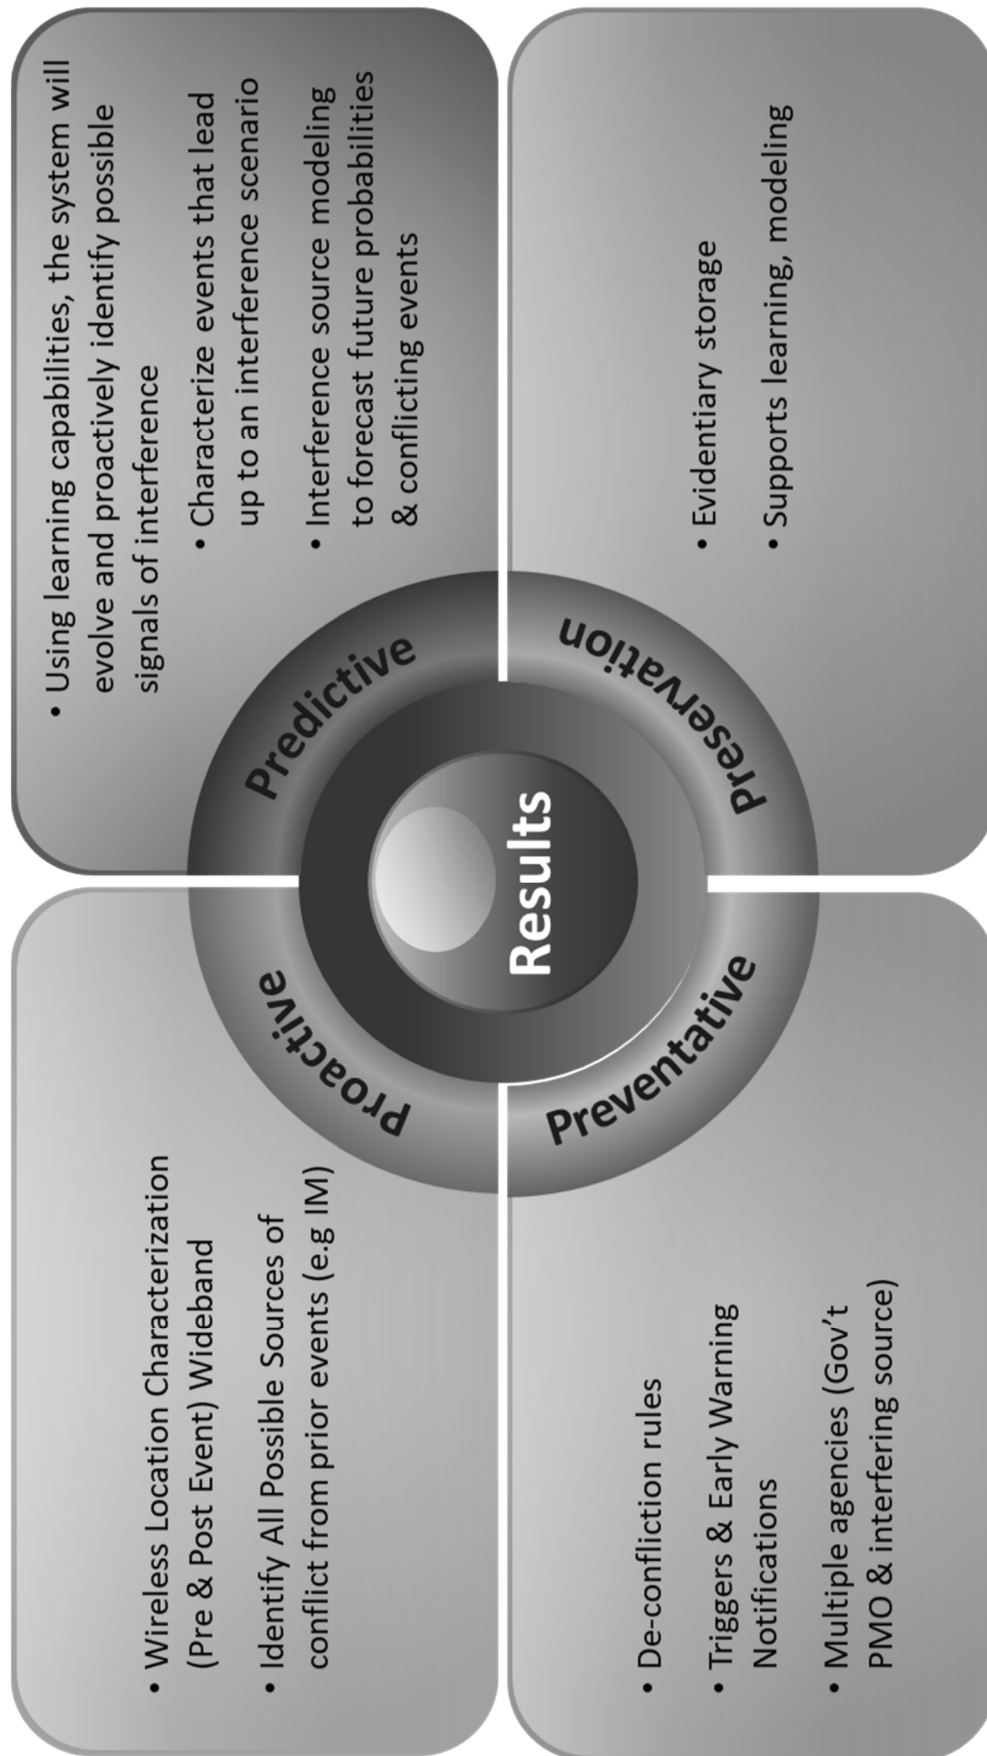 • Wireless Location Characterization
(Pre & Post Event) Wideband
• Identify All Possible Sources of
conflict from prior events (e.g IM)
• Using learning capabilities, the system will
evolve and proactively identify possible
signals of interference
• Characterize events that lead
up to an interference scenario
• Interference source modeling
to forecast future probabilities
& conflicting events
Proactive
Predictive
Results
Preventative
Preservation
• De-confliction rules
• Triggers & Early Warning
Notifications
• Multiple agencies (Gov't
PMO & interfering source)
• Evidentiary storage
• Supports learning, modeling